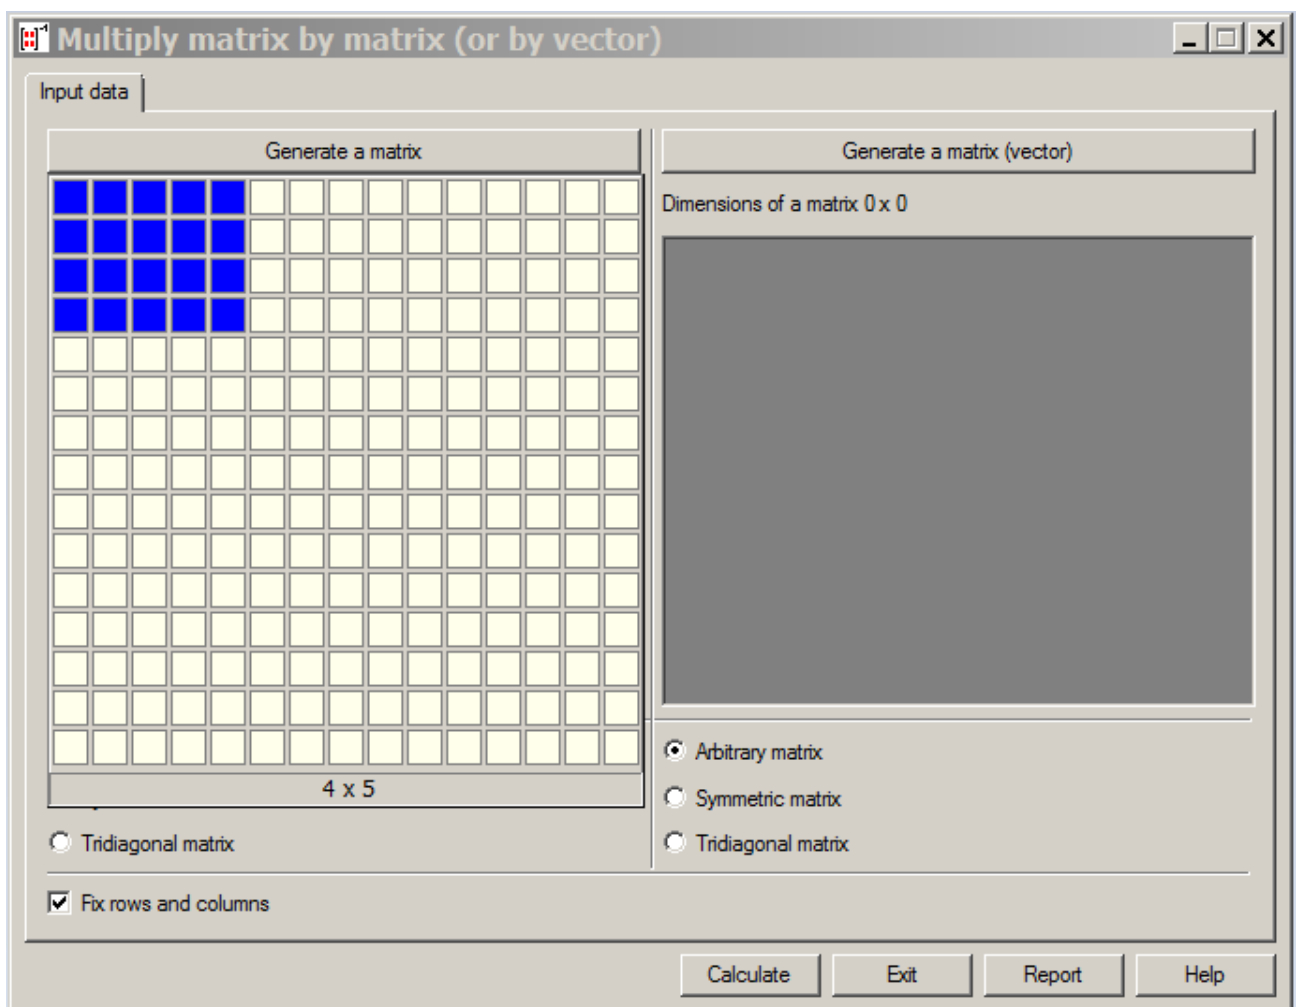 Multiply matrix by matrix (or by vector)
Input data
Generate a matrix
4 x 5
Tridiagonal matrix
Generate a matrix (vector)
Dimensions of a matrix 0 x 0
Arbitrary matrix
Symmetric matrix
Tridiagonal matrix
Fix rows and columns
Calculate Exit Report Help